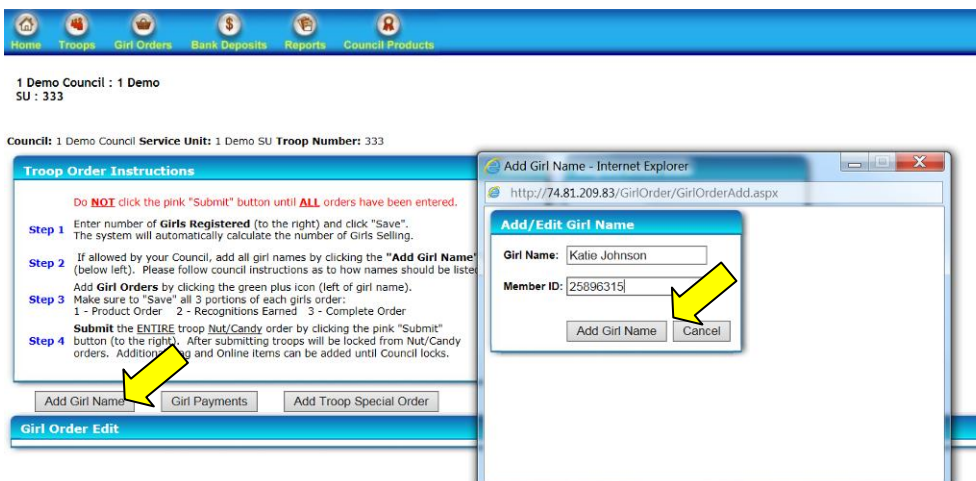 Home Troops Girl Orders Bank Deposits Reports Council Products
1 Demo Council : 1 Demo
SU : 333
Council: 1 Demo Council Service Unit: 1 Demo SU Troop Number: 333
Troop Order Instructions
Do NOT click the pink "Submit" button until ALL orders have been entered.
Step 1 Enter number of Girls Registered (to the right) and click "Save".
The system will automatically calculate the number of Girls Selling.
Step 2 If allowed by your Council, add all girl names by clicking the "Add Girl Name"
(below left). Please follow council instructions as to how names should be listed
Add Girl Orders by clicking the green plus icon (left of girl name).
Step 3 Make sure to "Save" all 3 portions of each girls order:
1 - Product Order 2 - Recognitions Earned 3 - Complete Order
Submit the ENTIRE troop Nut/Candy order by clicking the pink "Submit"
Step 4 button (to the right). After submitting troops will be locked from Nut/Candy
orders. Additional and Online items can be added until Council locks.
Add Girl Name Girl Payments Add Troop Special Order
Girl Order Edit
Add Girl Name - Internet Explorer
X
http://74.81.209.83/GirlOrder/GirlOrderAdd.aspx
Add/Edit Girl Name
Girl Name: Katie Johnson
Member ID: 25896315
Add Girl Name Cancel